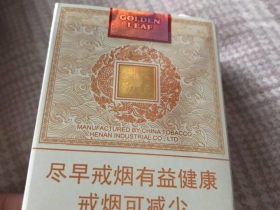 GOLDEN
LEAF
MANUFACTURED BY CHINA TOBACCO
HENAN INDUSTRIAL CO., LTD.
尽早戒烟有益健康
戒烟可减少